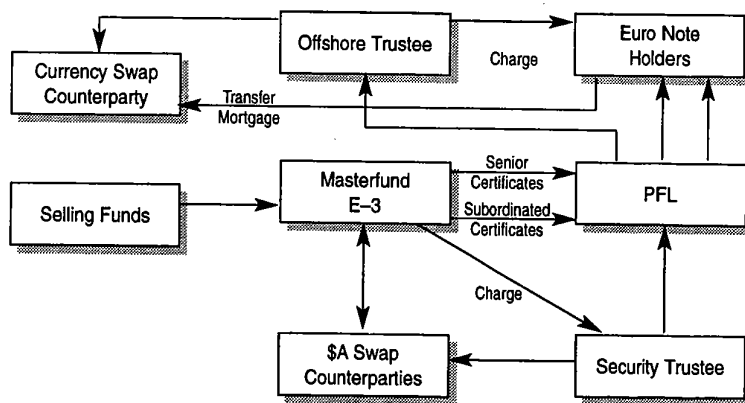 Offshore Trustee
Charge
Euro Note
Holders
Currency Swap
Counterparty
Transfer
Mortgage
Selling Funds
Masterfund
E–3
Senior
Certificates
Subordinated
Certificates
PFL
Charge
$A Swap
Counterparties
Security Trustee